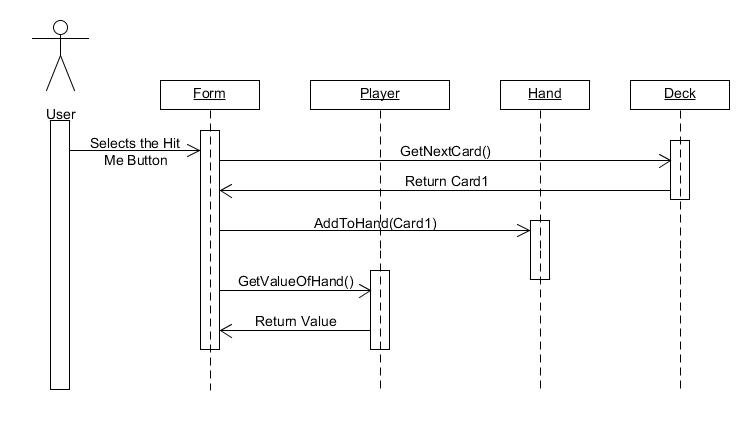 User
Form
Player
Hand
Deck
Selects the Hit
Me Button
GetNextCard()
Return Card1
AddToHand(Card1)
GetValueOfHand()
Return Value